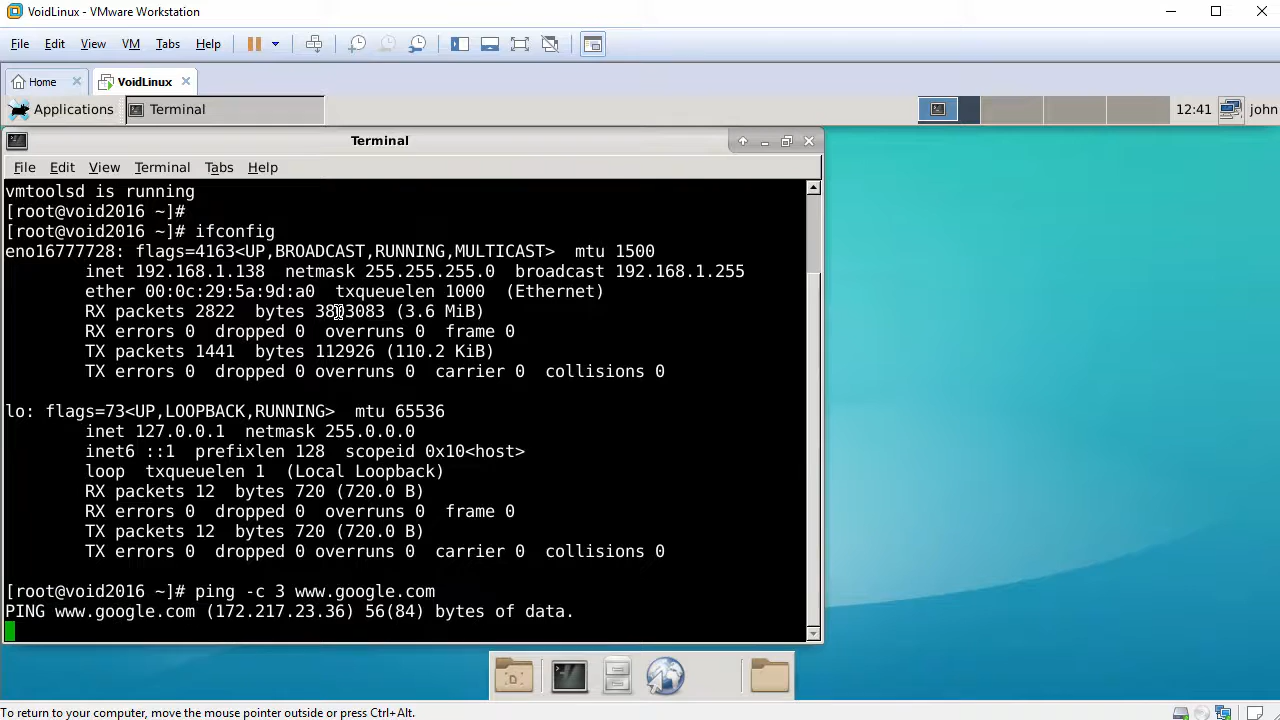 VoidLinux - VMware Workstation
File Edit View VM Tabs Help
Home VoidLinux
Applications Terminal 12:41 john
Terminal
File Edit View Terminal Tabs Help
vmtoolsd is running
[root@void2016 ~]#
[root@void2016 ~]# ifconfig
eno16777728: flags=4163<UP,BROADCAST,RUNNING,MULTICAST>  mtu 1500
        inet 192.168.1.138  netmask 255.255.255.0  broadcast 192.168.1.255
        ether 00:0c:29:5a:9d:a0  txqueuelen 1000  (Ethernet)
        RX packets 2822  bytes 3803083 (3.6 MiB)
        RX errors 0  dropped 0  overruns 0  frame 0
        TX packets 1441  bytes 112926 (110.2 KiB)
        TX errors 0  dropped 0 overruns 0  carrier 0  collisions 0
lo: flags=73<UP,LOOPBACK,RUNNING>  mtu 65536
        inet 127.0.0.1  netmask 255.0.0.0
        inet6 ::1  prefixlen 128  scopeid 0x10<host>
        loop  txqueuelen 1  (Local Loopback)
        RX packets 12  bytes 720 (720.0 B)
        RX errors 0  dropped 0  overruns 0  frame 0
        TX packets 12  bytes 720 (720.0 B)
        TX errors 0  dropped 0 overruns 0  carrier 0  collisions 0
[root@void2016 ~]# ping -c 3 www.google.com
PING www.google.com (172.217.23.36) 56(84) bytes of data.
To return to your computer, move the mouse pointer outside or press Ctrl+Alt.